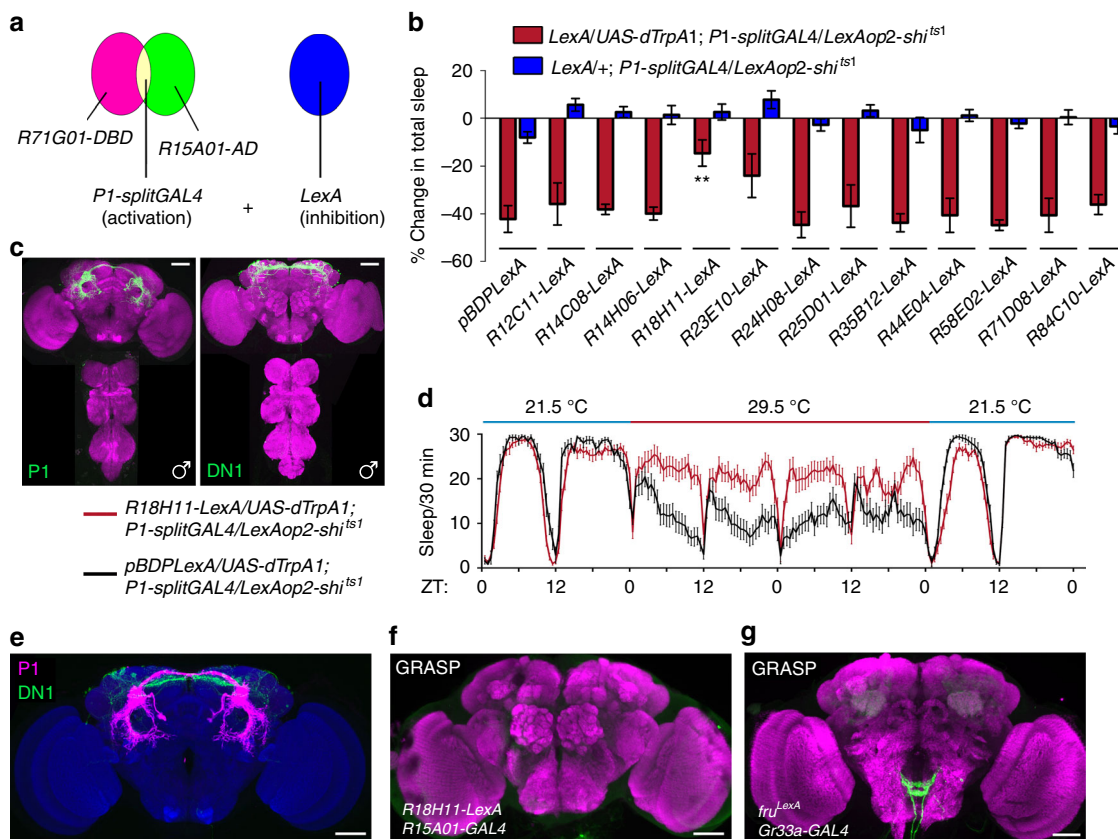 a
R71G01-DBD
R15A01-AD
P1-splitGAL4
(activation)
+
LexA
(inhibition)
b
LexA/UAS-dTrpA1; P1-splitGAL4/LexAop2-shi^ts1
LexA/+; P1-splitGAL4/LexAop2-shi^ts1
% Change in total sleep
20
0
–20
–40
–60
**
pBDPLexA
R12C11-LexA
R14C08-LexA
R14H06-LexA
R18H11-LexA
R23E10-LexA
R24H08-LexA
R25D01-LexA
R35B12-LexA
R44E04-LexA
R58E02-LexA
R71D08-LexA
R84C10-LexA
c
P1
♂
DN1
♂
R18H11-LexA/UAS-dTrpA1;
P1-splitGAL4/LexAop2-shi^ts1
pBDPLexA/UAS-dTrpA1;
P1-splitGAL4/LexAop2-shi^ts1
d
21.5 °C
29.5 °C
21.5 °C
Sleep/30 min
30
20
10
0
ZT:
0
12
0
12
0
12
0
12
0
e
P1
DN1
f
GRASP
R18H11-LexA
R15A01-GAL4
g
GRASP
fru^LexA
Gr33a-GAL4